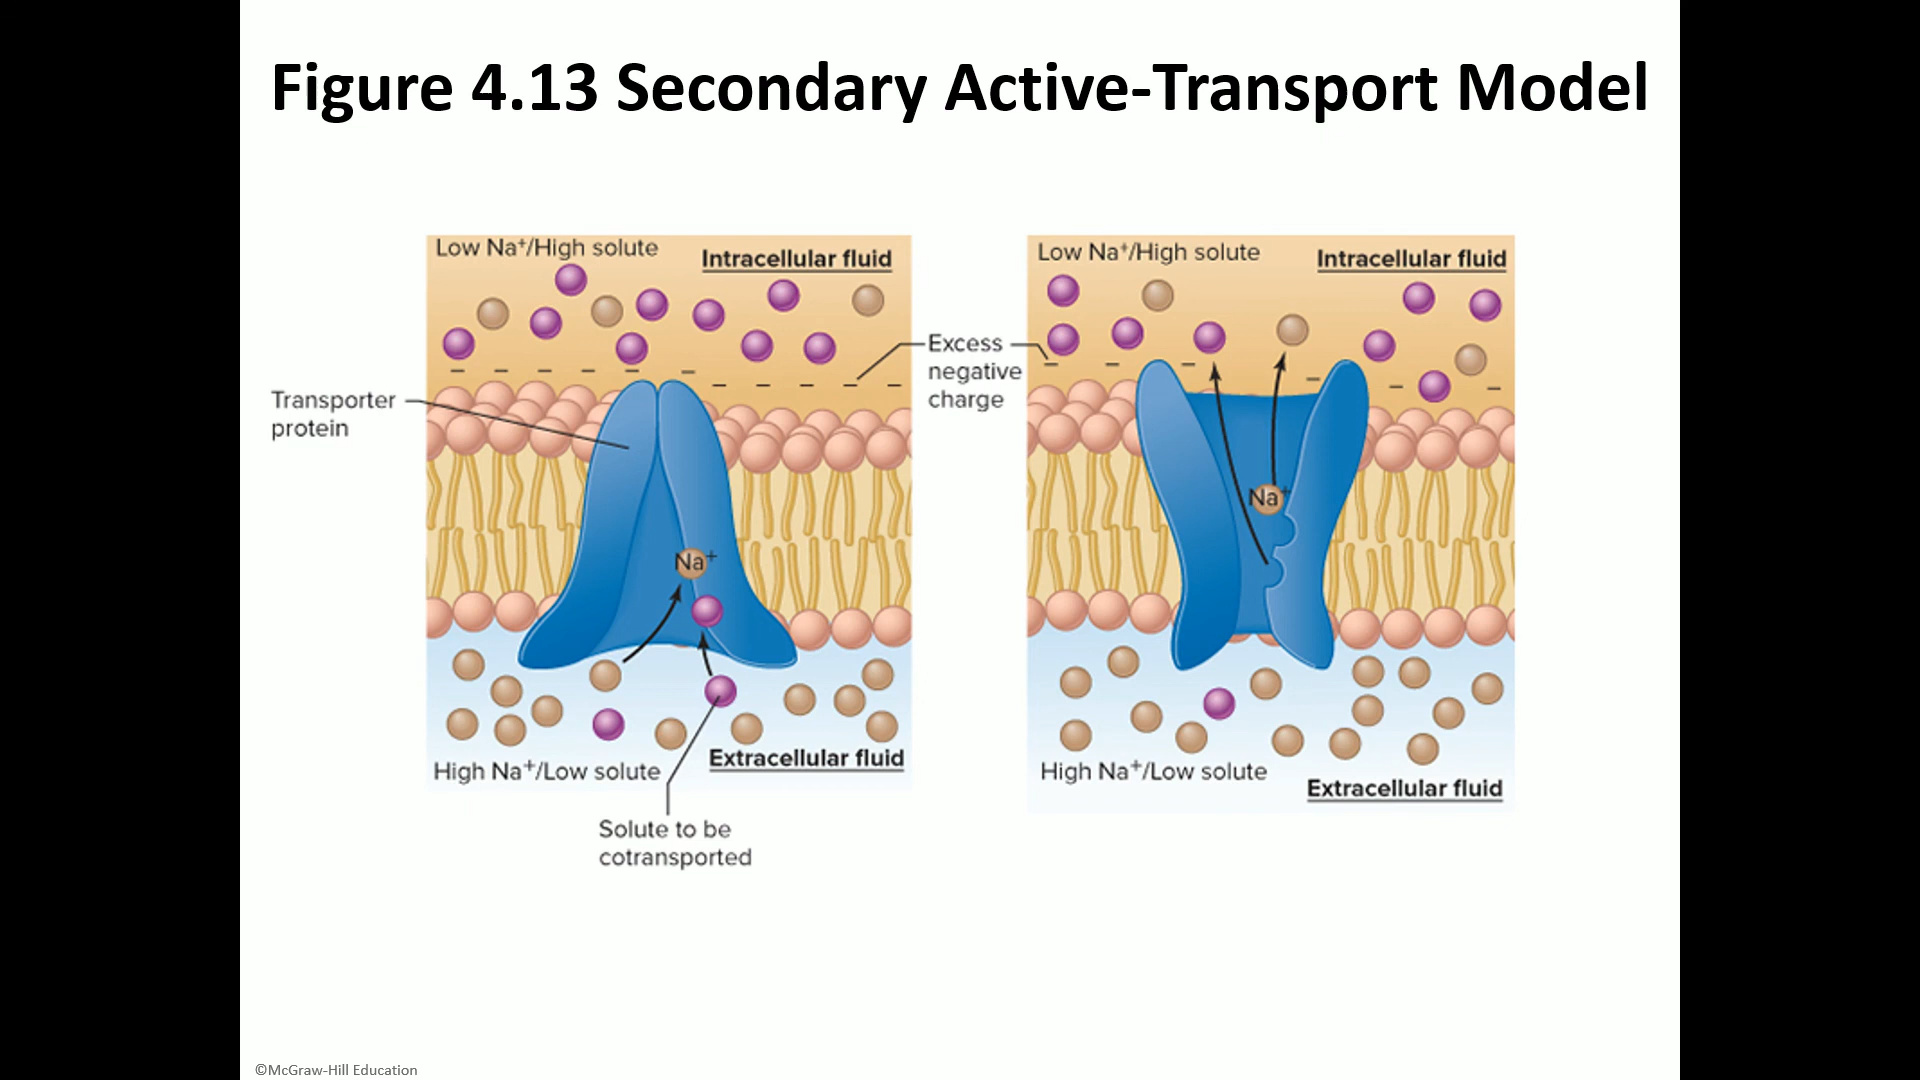 Figure 4.13 Secondary Active-Transport Model
Low Na⁺/High solute
Intracellular fluid
Transporter
protein
Na⁺
High Na⁺/Low solute
Extracellular fluid
Solute to be
cotransported
Excess
negative
charge
Low Na⁺/High solute
Intracellular fluid
Na⁺
High Na⁺/Low solute
Extracellular fluid
©McGraw-Hill Education